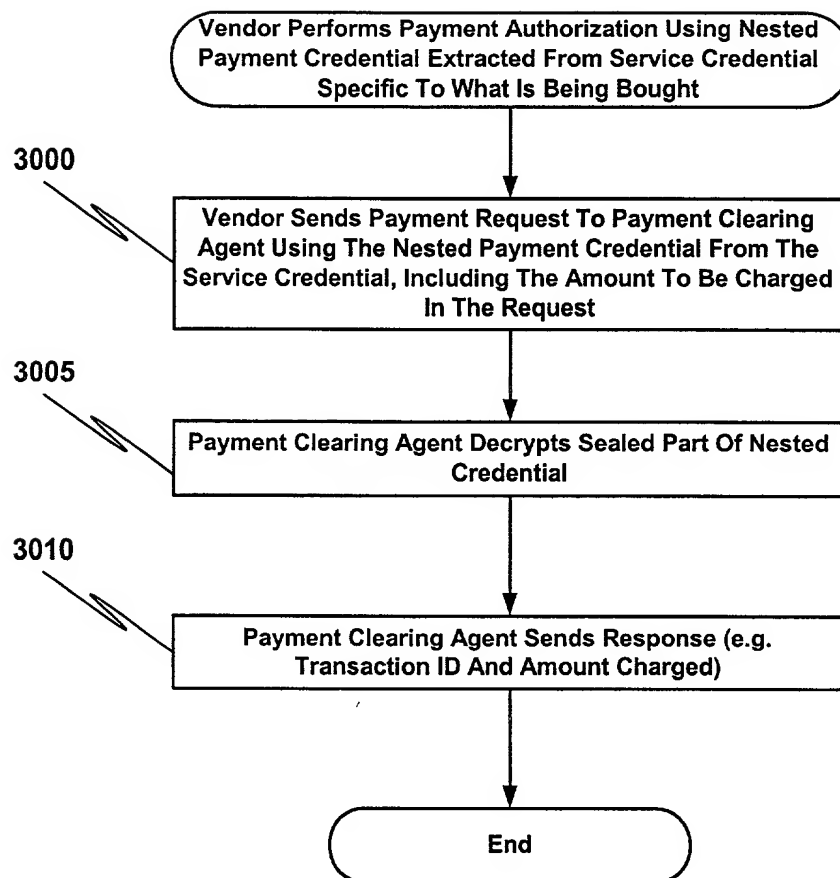 Vendor Performs Payment Authorization Using Nested
Payment Credential Extracted From Service Credential
Specific To What Is Being Bought
3000
Vendor Sends Payment Request To Payment Clearing
Agent Using The Nested Payment Credential From The
Service Credential, Including The Amount To Be Charged
In The Request
3005
Payment Clearing Agent Decrypts Sealed Part Of Nested
Credential
3010
Payment Clearing Agent Sends Response (e.g.
Transaction ID And Amount Charged)
End